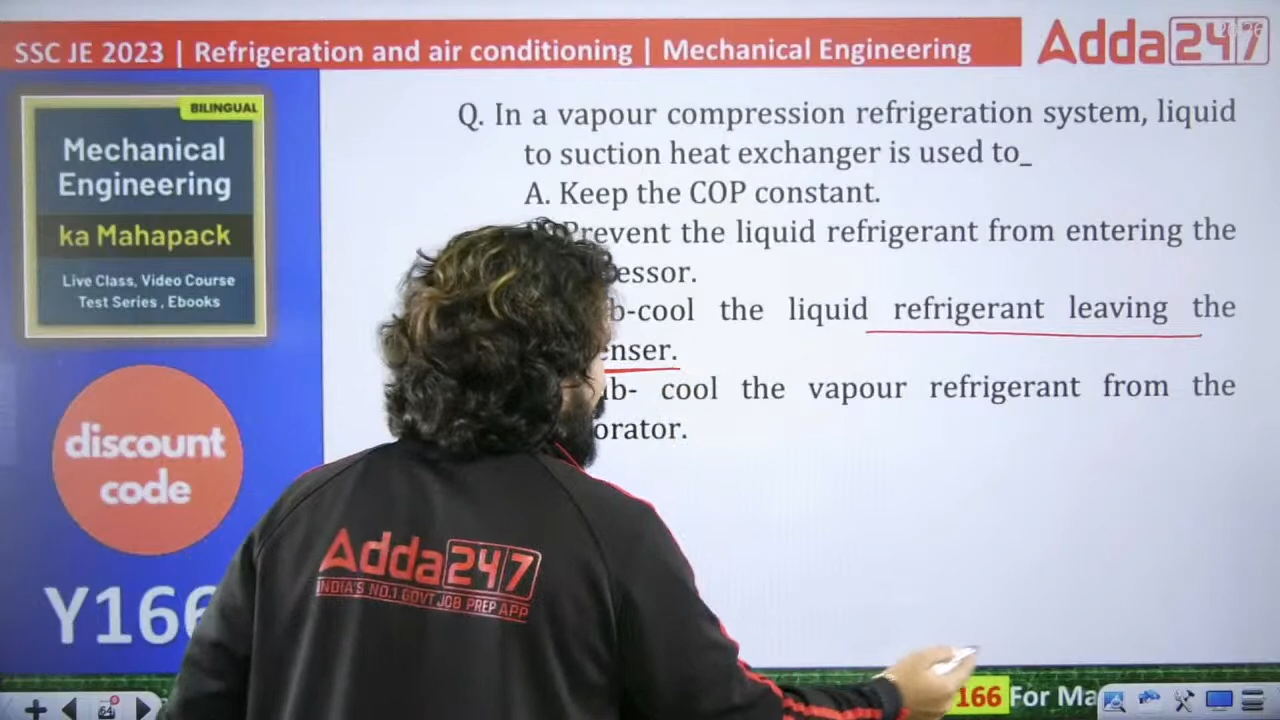 SSC JE 2023 | Refrigeration and air conditioning | Mechanical Engineering
Adda247
BILINGUAL
Mechanical
Engineering
ka Mahapack
Live Class, Video Course
Test Series , Ebooks
discount
code
Y166
Q. In a vapour compression refrigeration system, liquid
to suction heat exchanger is used to_
A. Keep the COP constant.
Prevent the liquid refrigerant from entering the
essor.
b-cool the liquid refrigerant leaving the
enser.
cool the vapour refrigerant from the
orator.
Adda247
INDIA'S NO.1 GOVT JOB PREP APP
166 For Ma
64